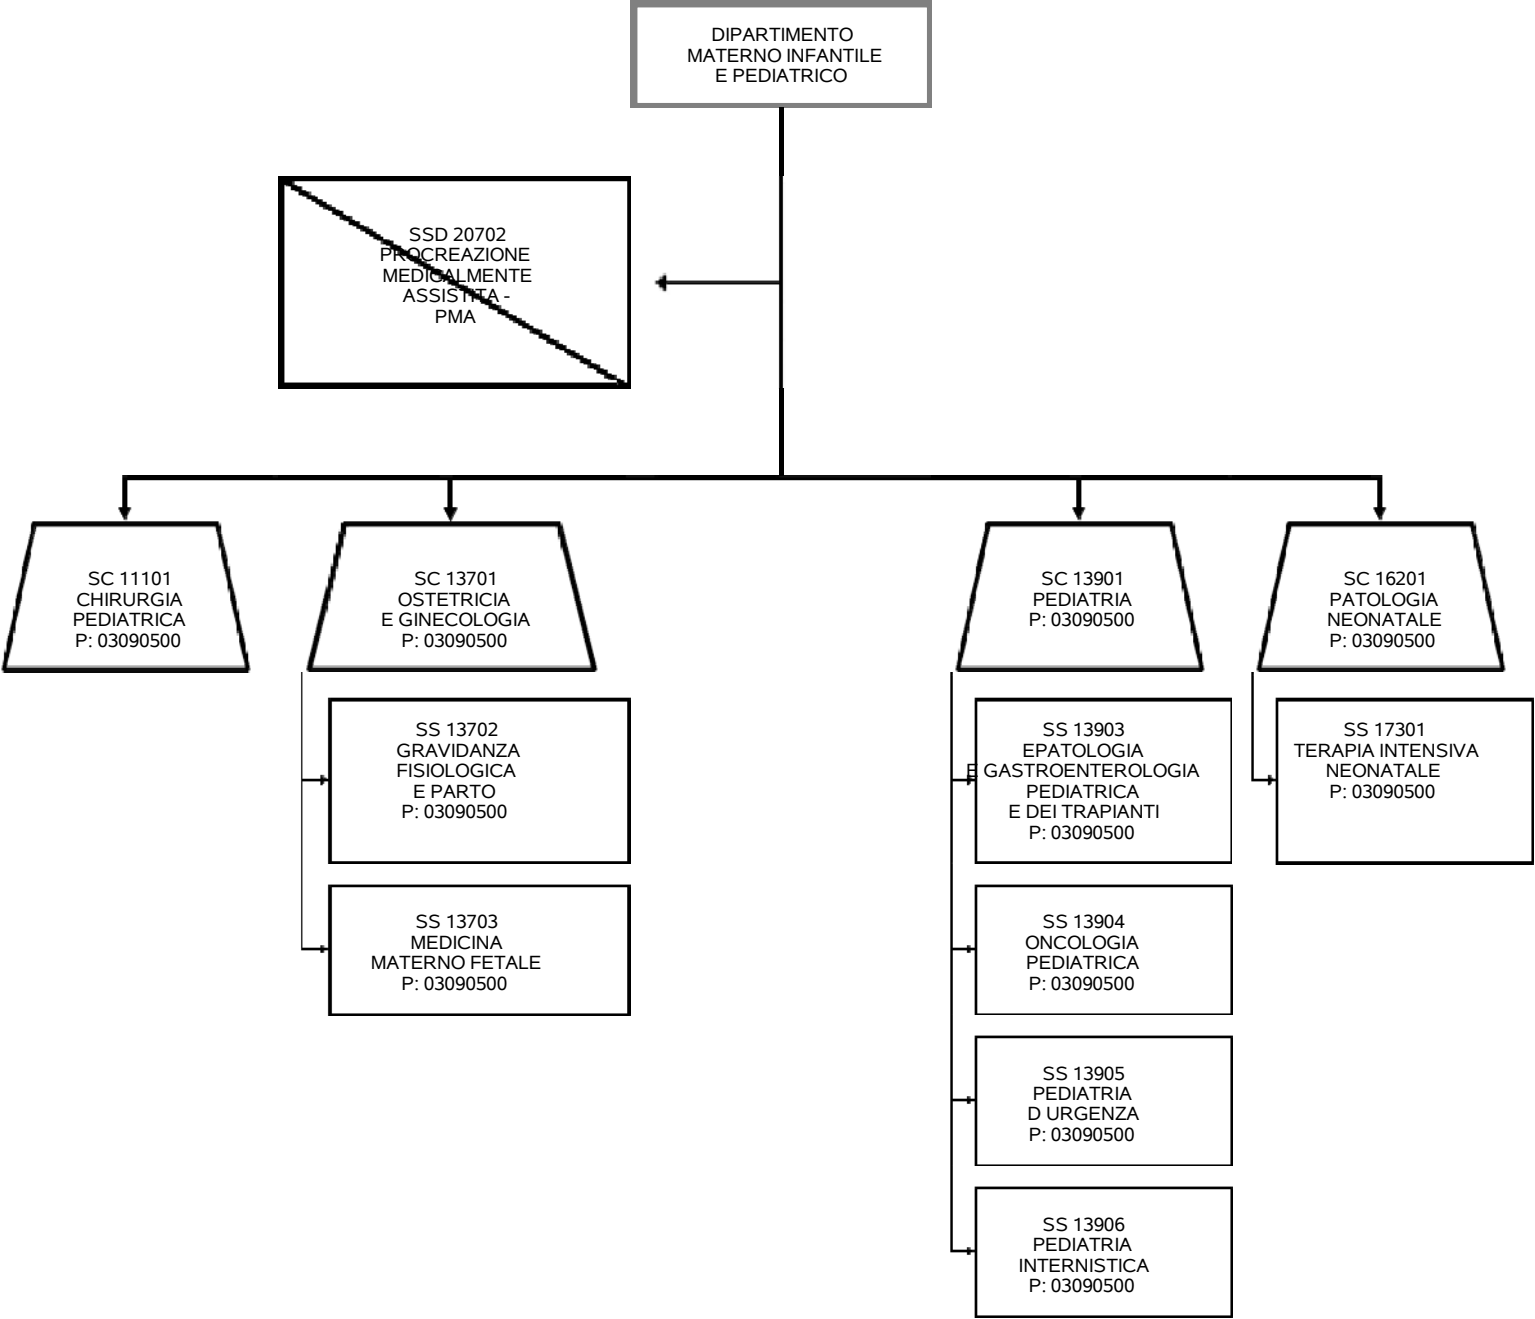 DIPARTIMENTO
MATERNO INFANTILE
E PEDIATRICO
SSD 20702
PROCREAZIONE
MEDICALMENTE
ASSISTITA -
PMA
SC 11101
CHIRURGIA
PEDIATRICA
P: 03090500
SC 13701
OSTETRICIA
E GINECOLOGIA
P: 03090500
SC 13901
PEDIATRIA
P: 03090500
SC 16201
PATOLOGIA
NEONATALE
P: 03090500
SS 13702
GRAVIDANZA
FISIOLOGICA
E PARTO
P: 03090500
SS 13703
MEDICINA
MATERNO FETALE
P: 03090500
SS 13903
EPATOLOGIA
E GASTROENTEROLOGIA
PEDIATRICA
E DEI TRAPIANTI
P: 03090500
SS 13904
ONCOLOGIA
PEDIATRICA
P: 03090500
SS 13905
PEDIATRIA
D URGENZA
P: 03090500
SS 13906
PEDIATRIA
INTERNISTICA
P: 03090500
SS 17301
TERAPIA INTENSIVA
NEONATALE
P: 03090500